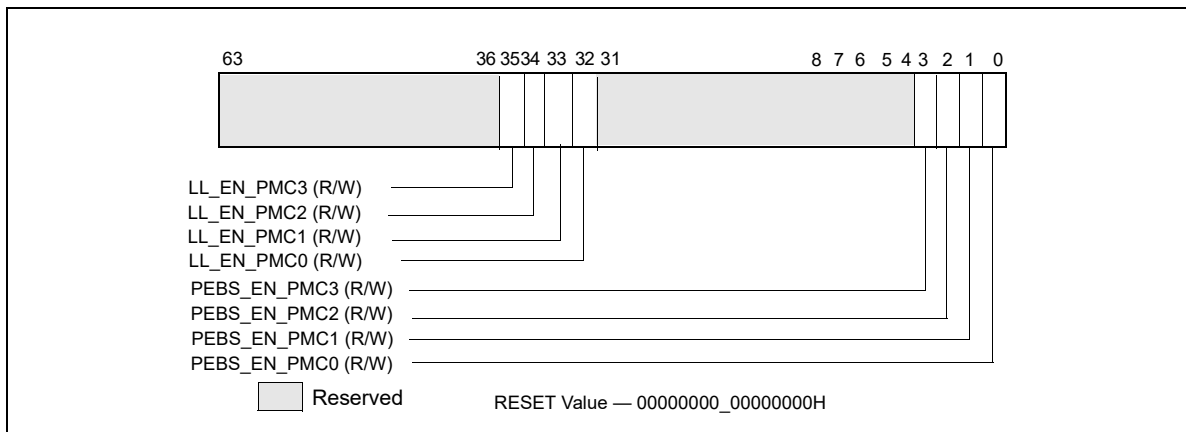 63 36 35 34 33 32 31 8 7 6 5 4 3 2 1 0
LL_EN_PMC3 (R/W)
LL_EN_PMC2 (R/W)
LL_EN_PMC1 (R/W)
LL_EN_PMC0 (R/W)
PEBS_EN_PMC3 (R/W)
PEBS_EN_PMC2 (R/W)
PEBS_EN_PMC1 (R/W)
PEBS_EN_PMC0 (R/W)
Reserved RESET Value — 00000000_00000000H